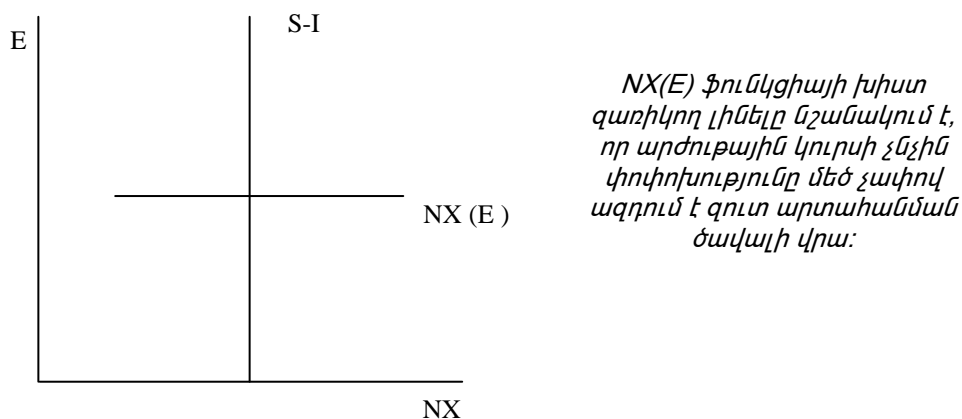 E
S-I
NX(E) ֆունկցիայի խիստ
զառիկող լինելը նշանակում է,
որ արժութային կուրսի չնչին
փոփոխությունը մեծ չափով
ազդում է զուտ արտահանման
ծավալի վրա:
NX (E )
NX